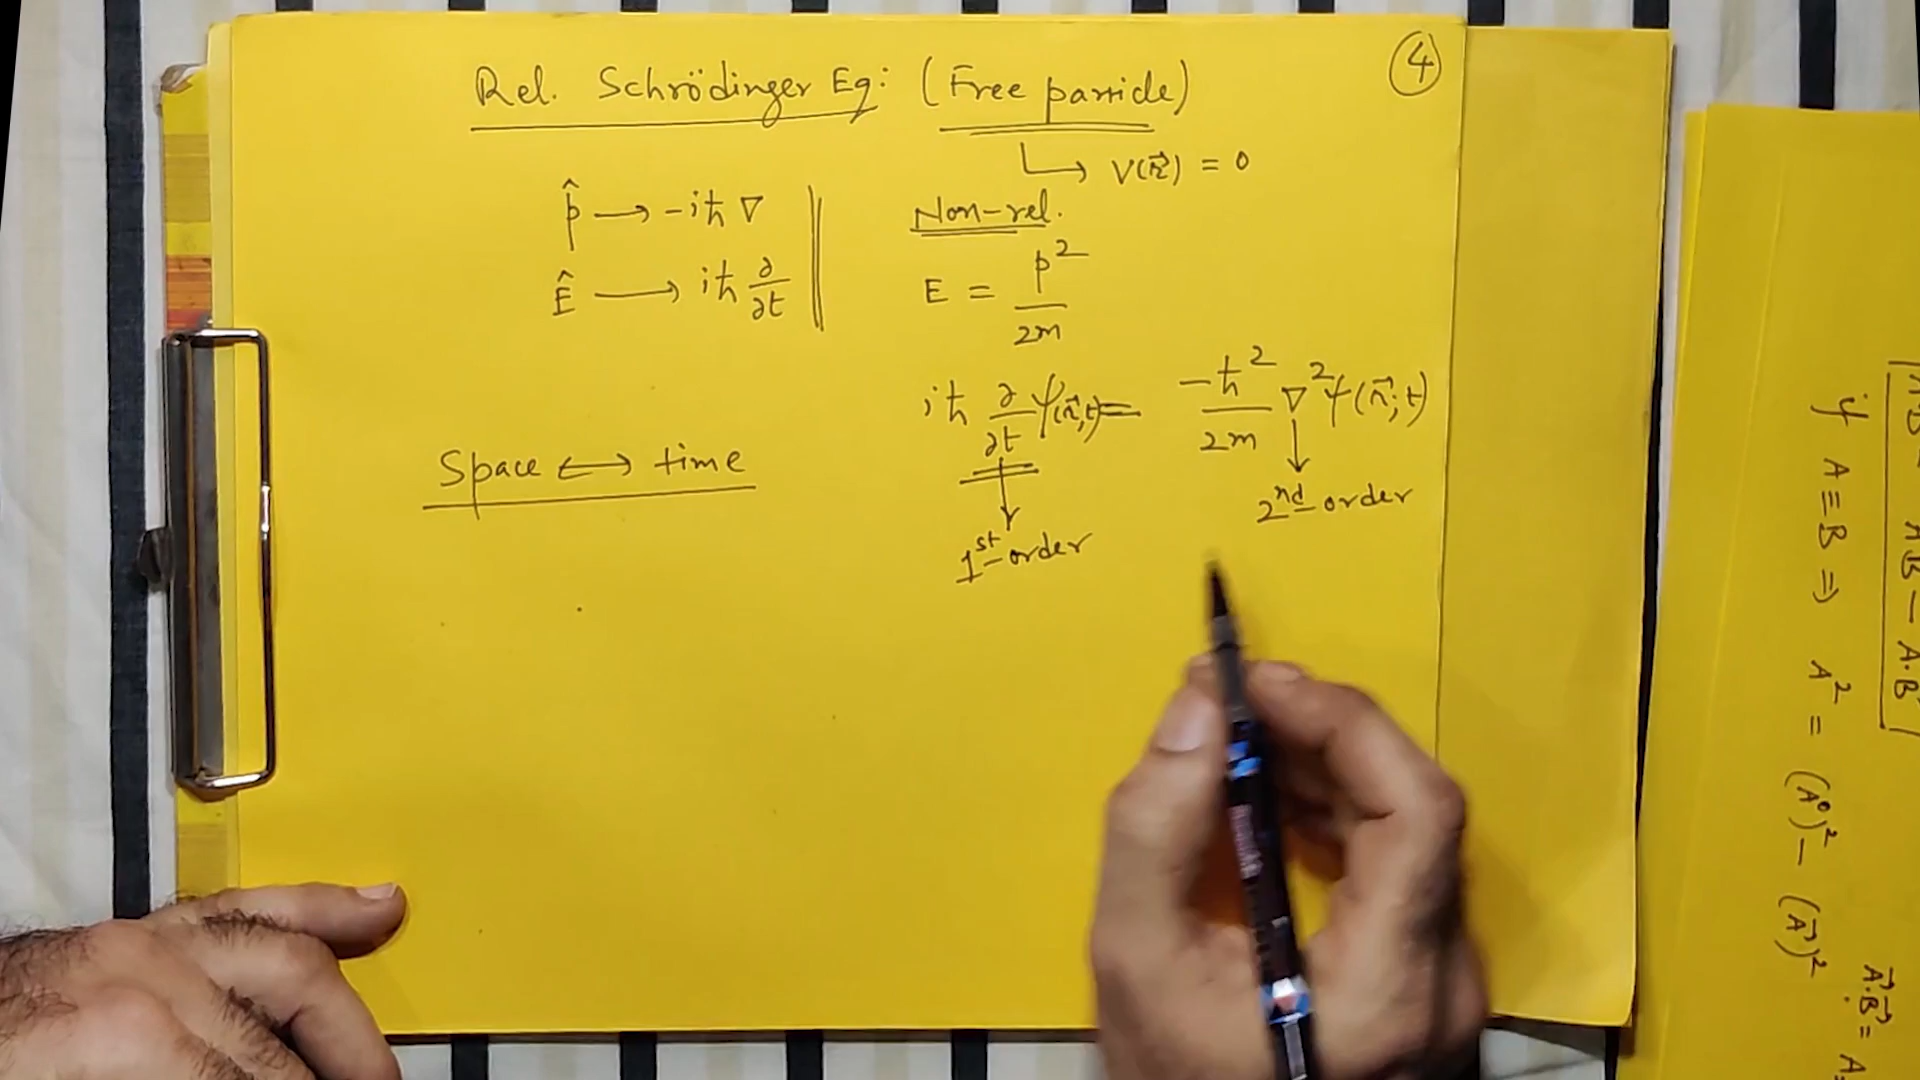 ④
Rel. Schrödinger Eq: (Free particle)
↳ V(r⃗) = 0
p̂ → -iħ ∇
Ê → iħ ∂/∂t
Non-rel.
E = p²/2m
iħ ∂/∂t ψ(r⃗,t) = -ħ²/2m ∇²ψ(r⃗,t)
Space ↔ time
1st order
2nd order
AB - A.B
if A ≡ B ⇒ A² = (A⁰)² - (A⃗)²
A⃗.B⃗ =